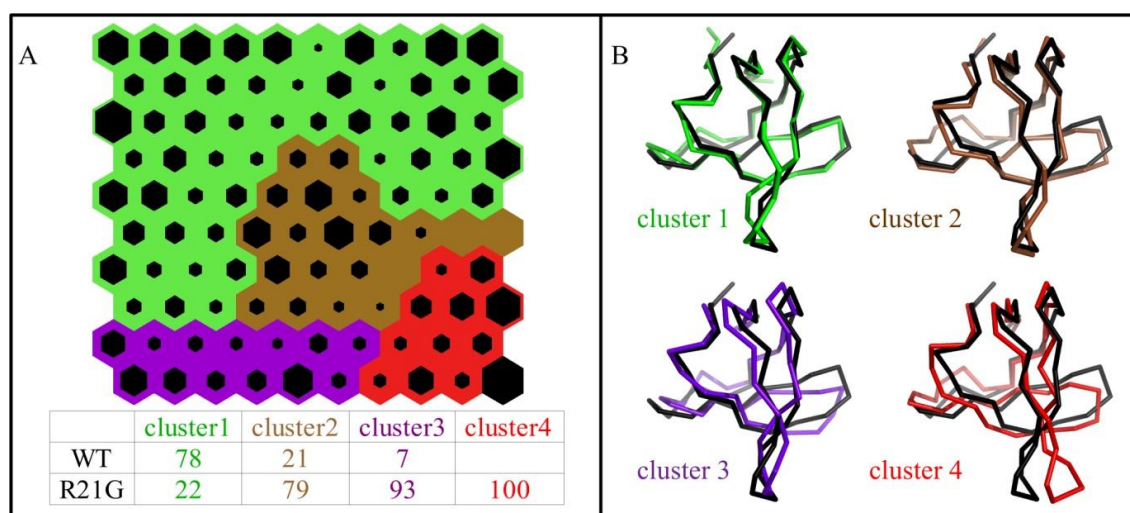 A
cluster1 cluster2 cluster3 cluster4
WT 78 21 7
R21G 22 79 93 100
B
cluster 1
cluster 2
cluster 3
cluster 4